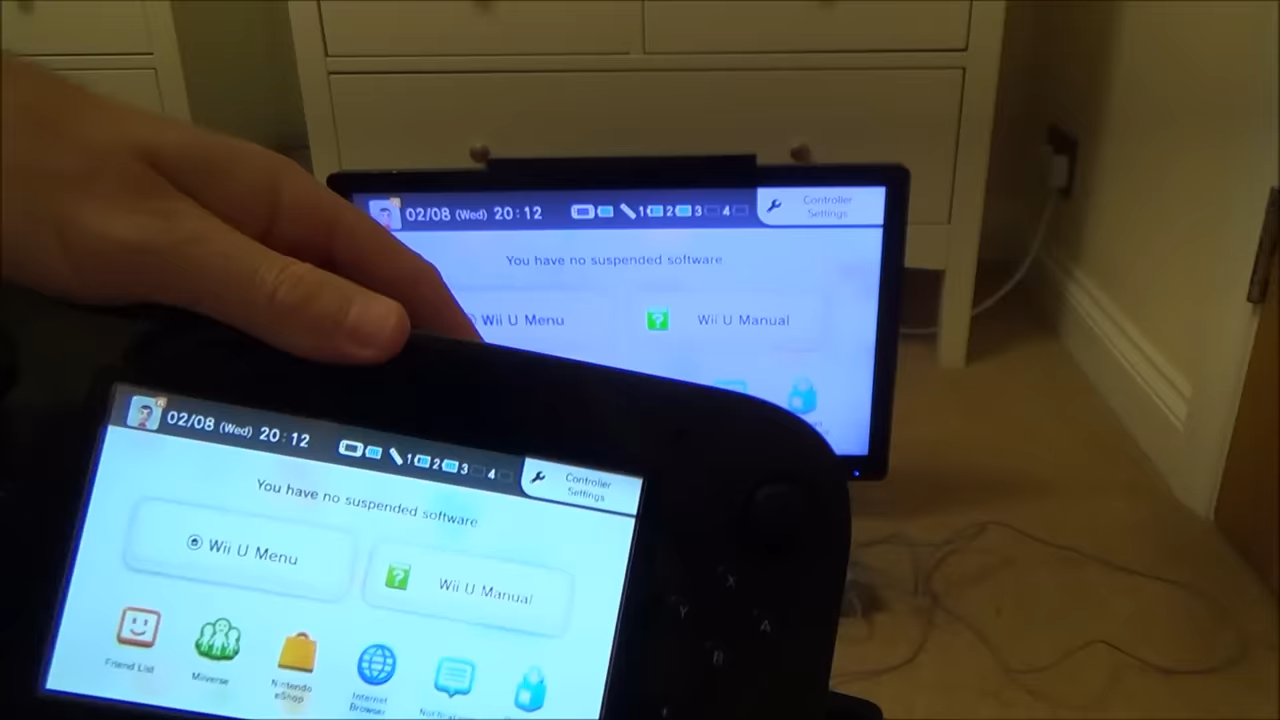 02/08 (Wed) 20:12
1 2 3 4
Controller
Settings
You have no suspended software.
Wii U Menu
Wii U Manual
02/08 (Wed) 20:12
1 2 3 4
Controller
Settings
You have no suspended software.
Wii U Menu
Wii U Manual
Friend List
Miiverse
Nintendo
eShop
Internet
Browser
X
Y
A
B